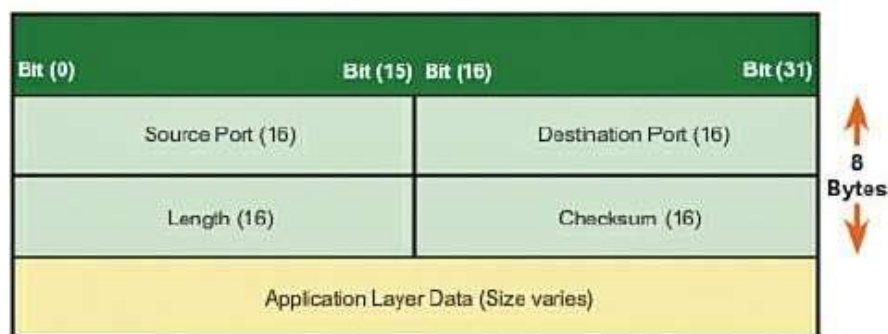 Bit (0) Bit (15) Bit (16) Bit (31)
Source Port (16) Destination Port (16)
8
Bytes
Length (16) Checksum (16)
Application Layer Data (Size varies)